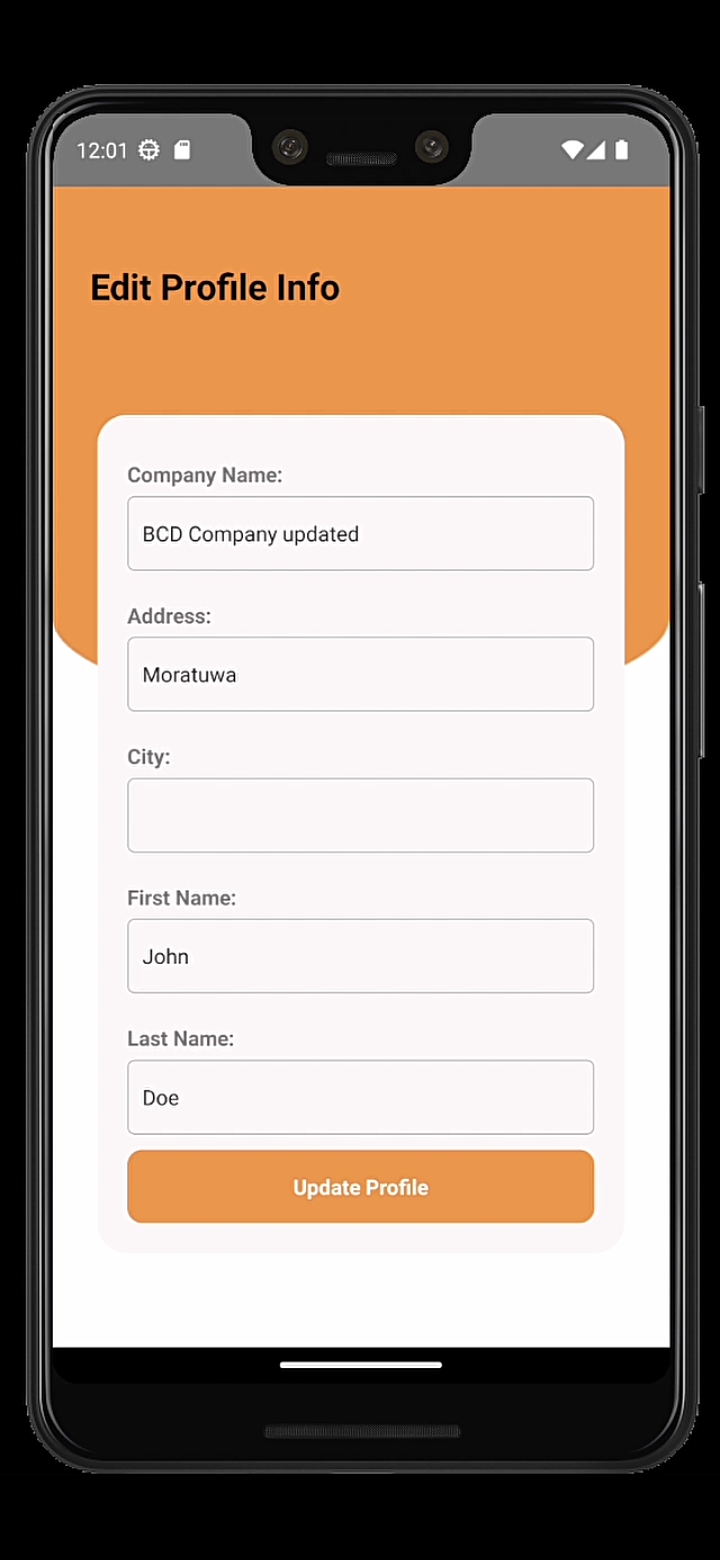 12:01
Edit Profile Info
Company Name:
BCD Company updated
Address:
Moratuwa
City:
First Name:
John
Last Name:
Doe
Update Profile